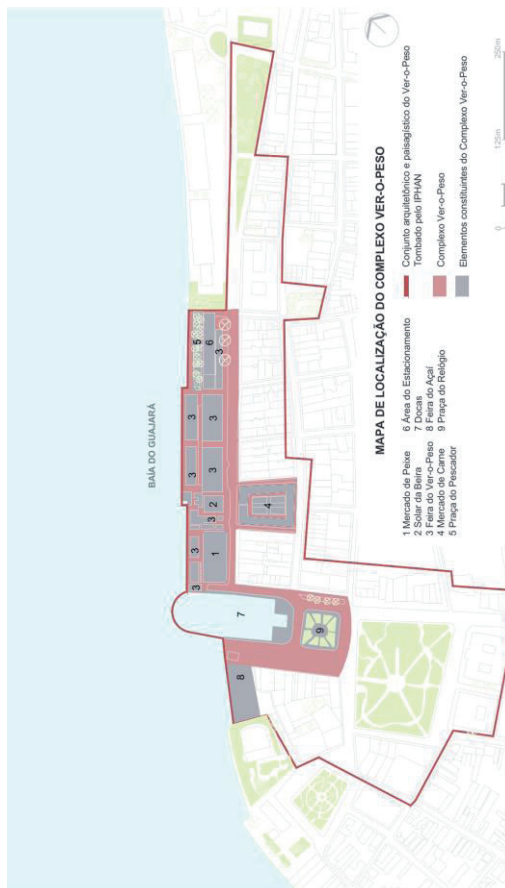 BAÍA DO GUAJARÁ
3
3
1
3
2
3
3
3
3
5
6
3
4
7
9
8
MAPA DE LOCALIZAÇÃO DO COMPLEXO VER-O-PESO
1 Mercado de Peixe
2 Solar da Beira
3 Feira do Ver-o-Peso
4 Mercado de Carne
5 Praça do Pescador
6 Área do Estacionamento
7 Docas
8 Feira do Açaí
9 Praça do Relógio
Conjunto arquitetônico e paisagístico do Ver-o-Peso
Tombado pelo IPHAN
Complexo Ver-o-Peso
Elementos constituintes do Complexo Ver-o-Peso
0 125m 250m